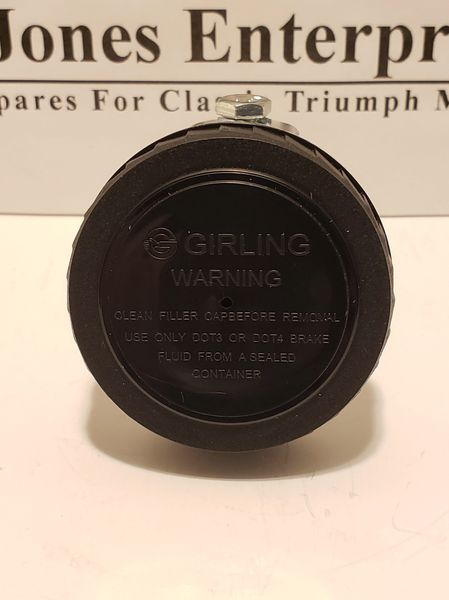 Jones Enterpr
pares For Classic Triumph M
GIRLING
WARNING
CLEAN FILLER CAPBEFORE REMOVAL
USE ONLY DOT3 OR DOT4 BRAKE
FLUID FROM A SEALED
CONTAINER